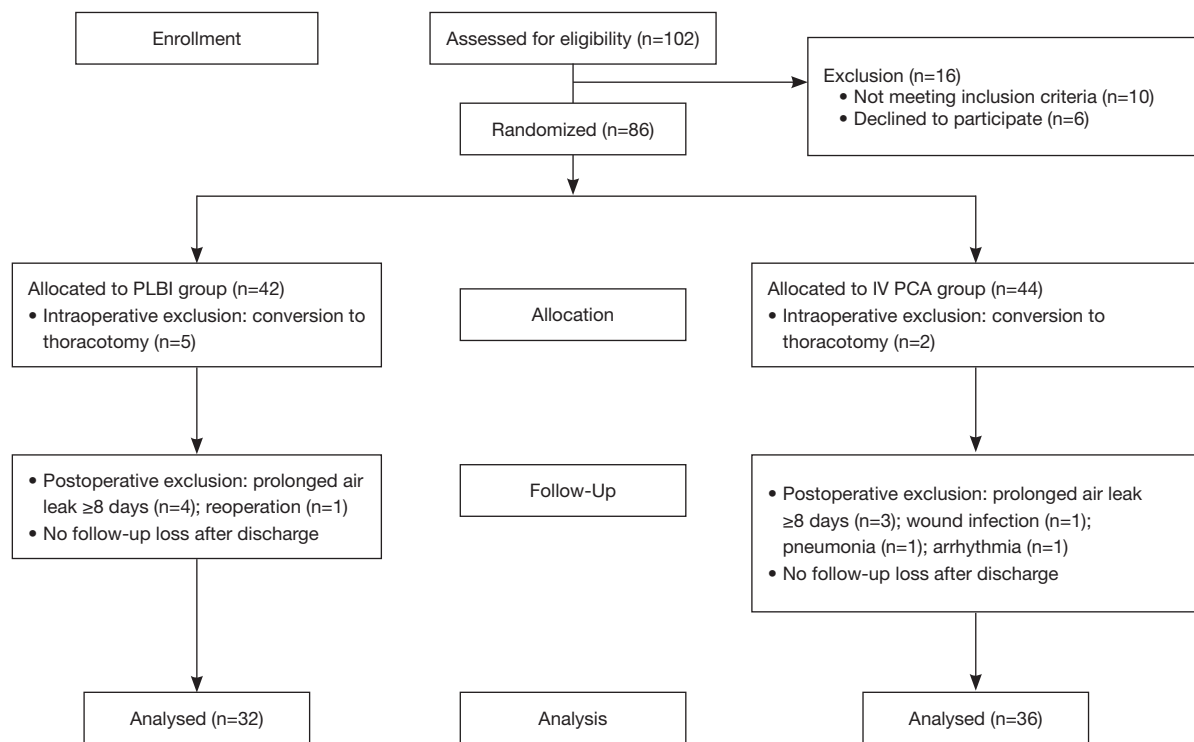 Enrollment
Assessed for eligibility (n=102)
Exclusion (n=16)
• Not meeting inclusion criteria (n=10)
• Declined to participate (n=6)
Randomized (n=86)
Allocated to PLBI group (n=42)
• Intraoperative exclusion: conversion to
thoracotomy (n=5)
Allocation
Allocated to IV PCA group (n=44)
• Intraoperative exclusion: conversion to
thoracotomy (n=2)
• Postoperative exclusion: prolonged air
leak ≥8 days (n=4); reoperation (n=1)
• No follow-up loss after discharge
Follow-Up
• Postoperative exclusion: prolonged air leak
≥8 days (n=3); wound infection (n=1);
pneumonia (n=1); arrhythmia (n=1)
• No follow-up loss after discharge
Analysed (n=32)
Analysis
Analysed (n=36)